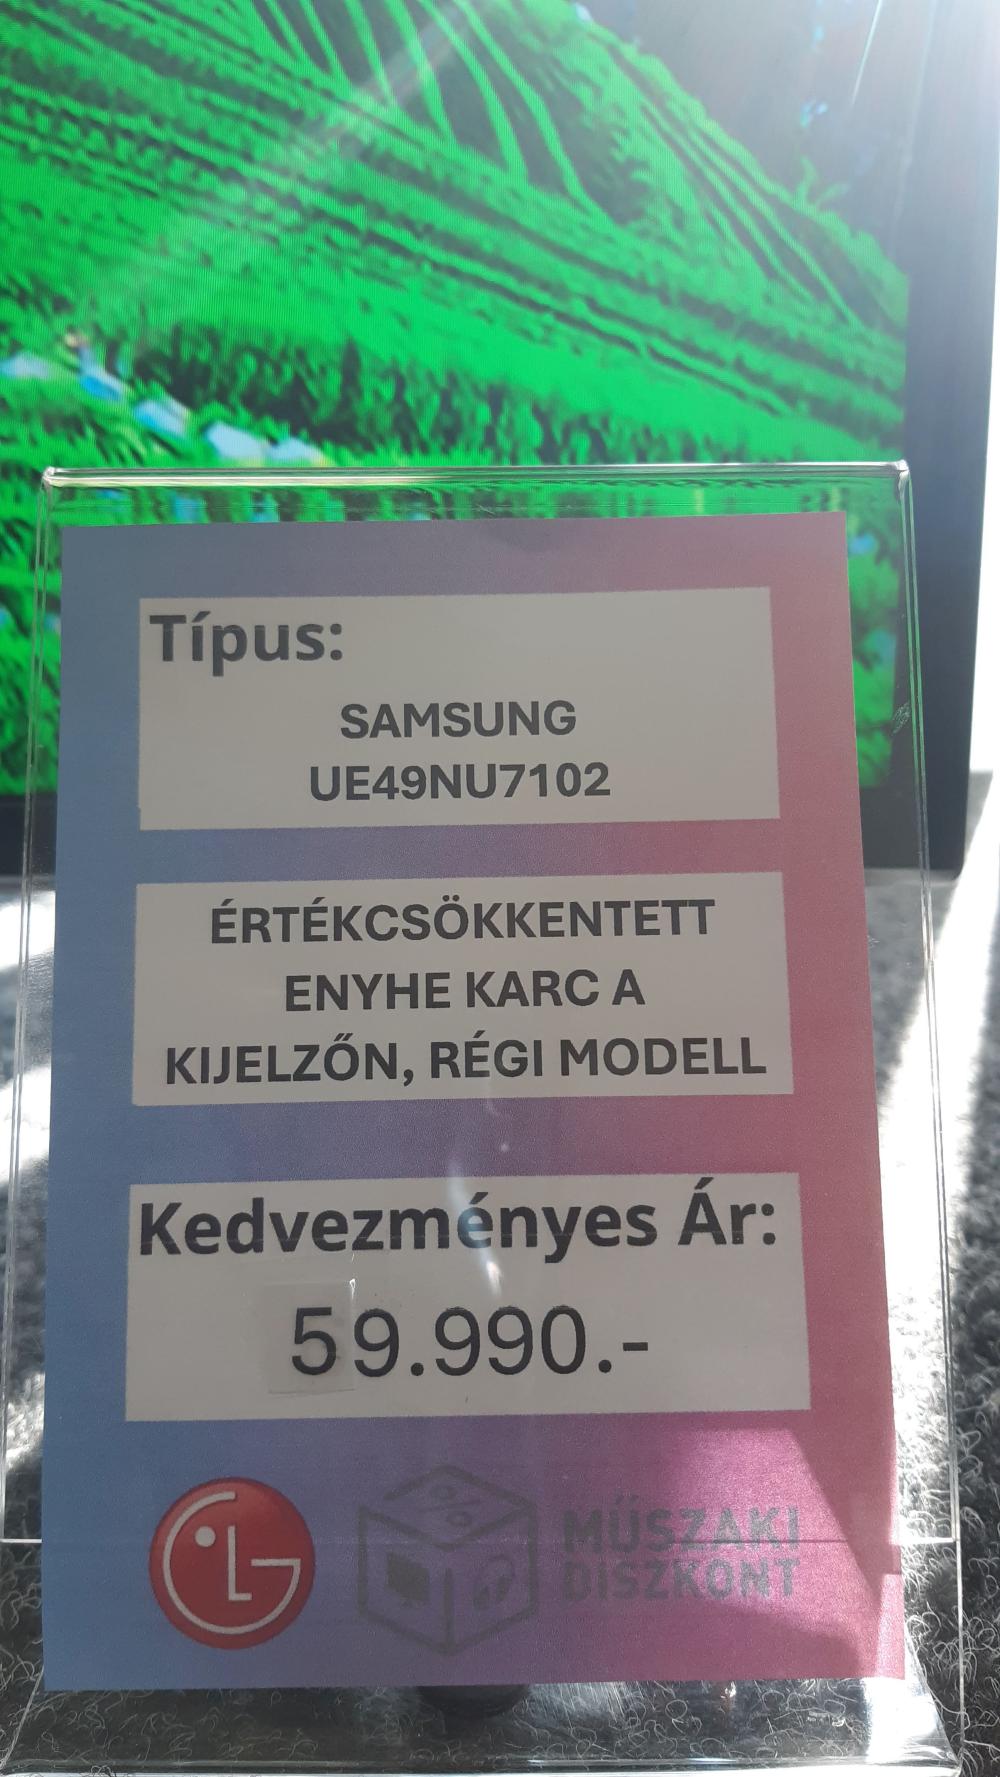 Típus:
SAMSUNG
UE49NU7102
ÉRTÉKCSÖKKENTETT
ENYHE KARC A
KIJELZŐN, RÉGI MODELL
Kedvezményes Ár:
59.990.-
LG
%
MŰSZAKI
DISZKONT